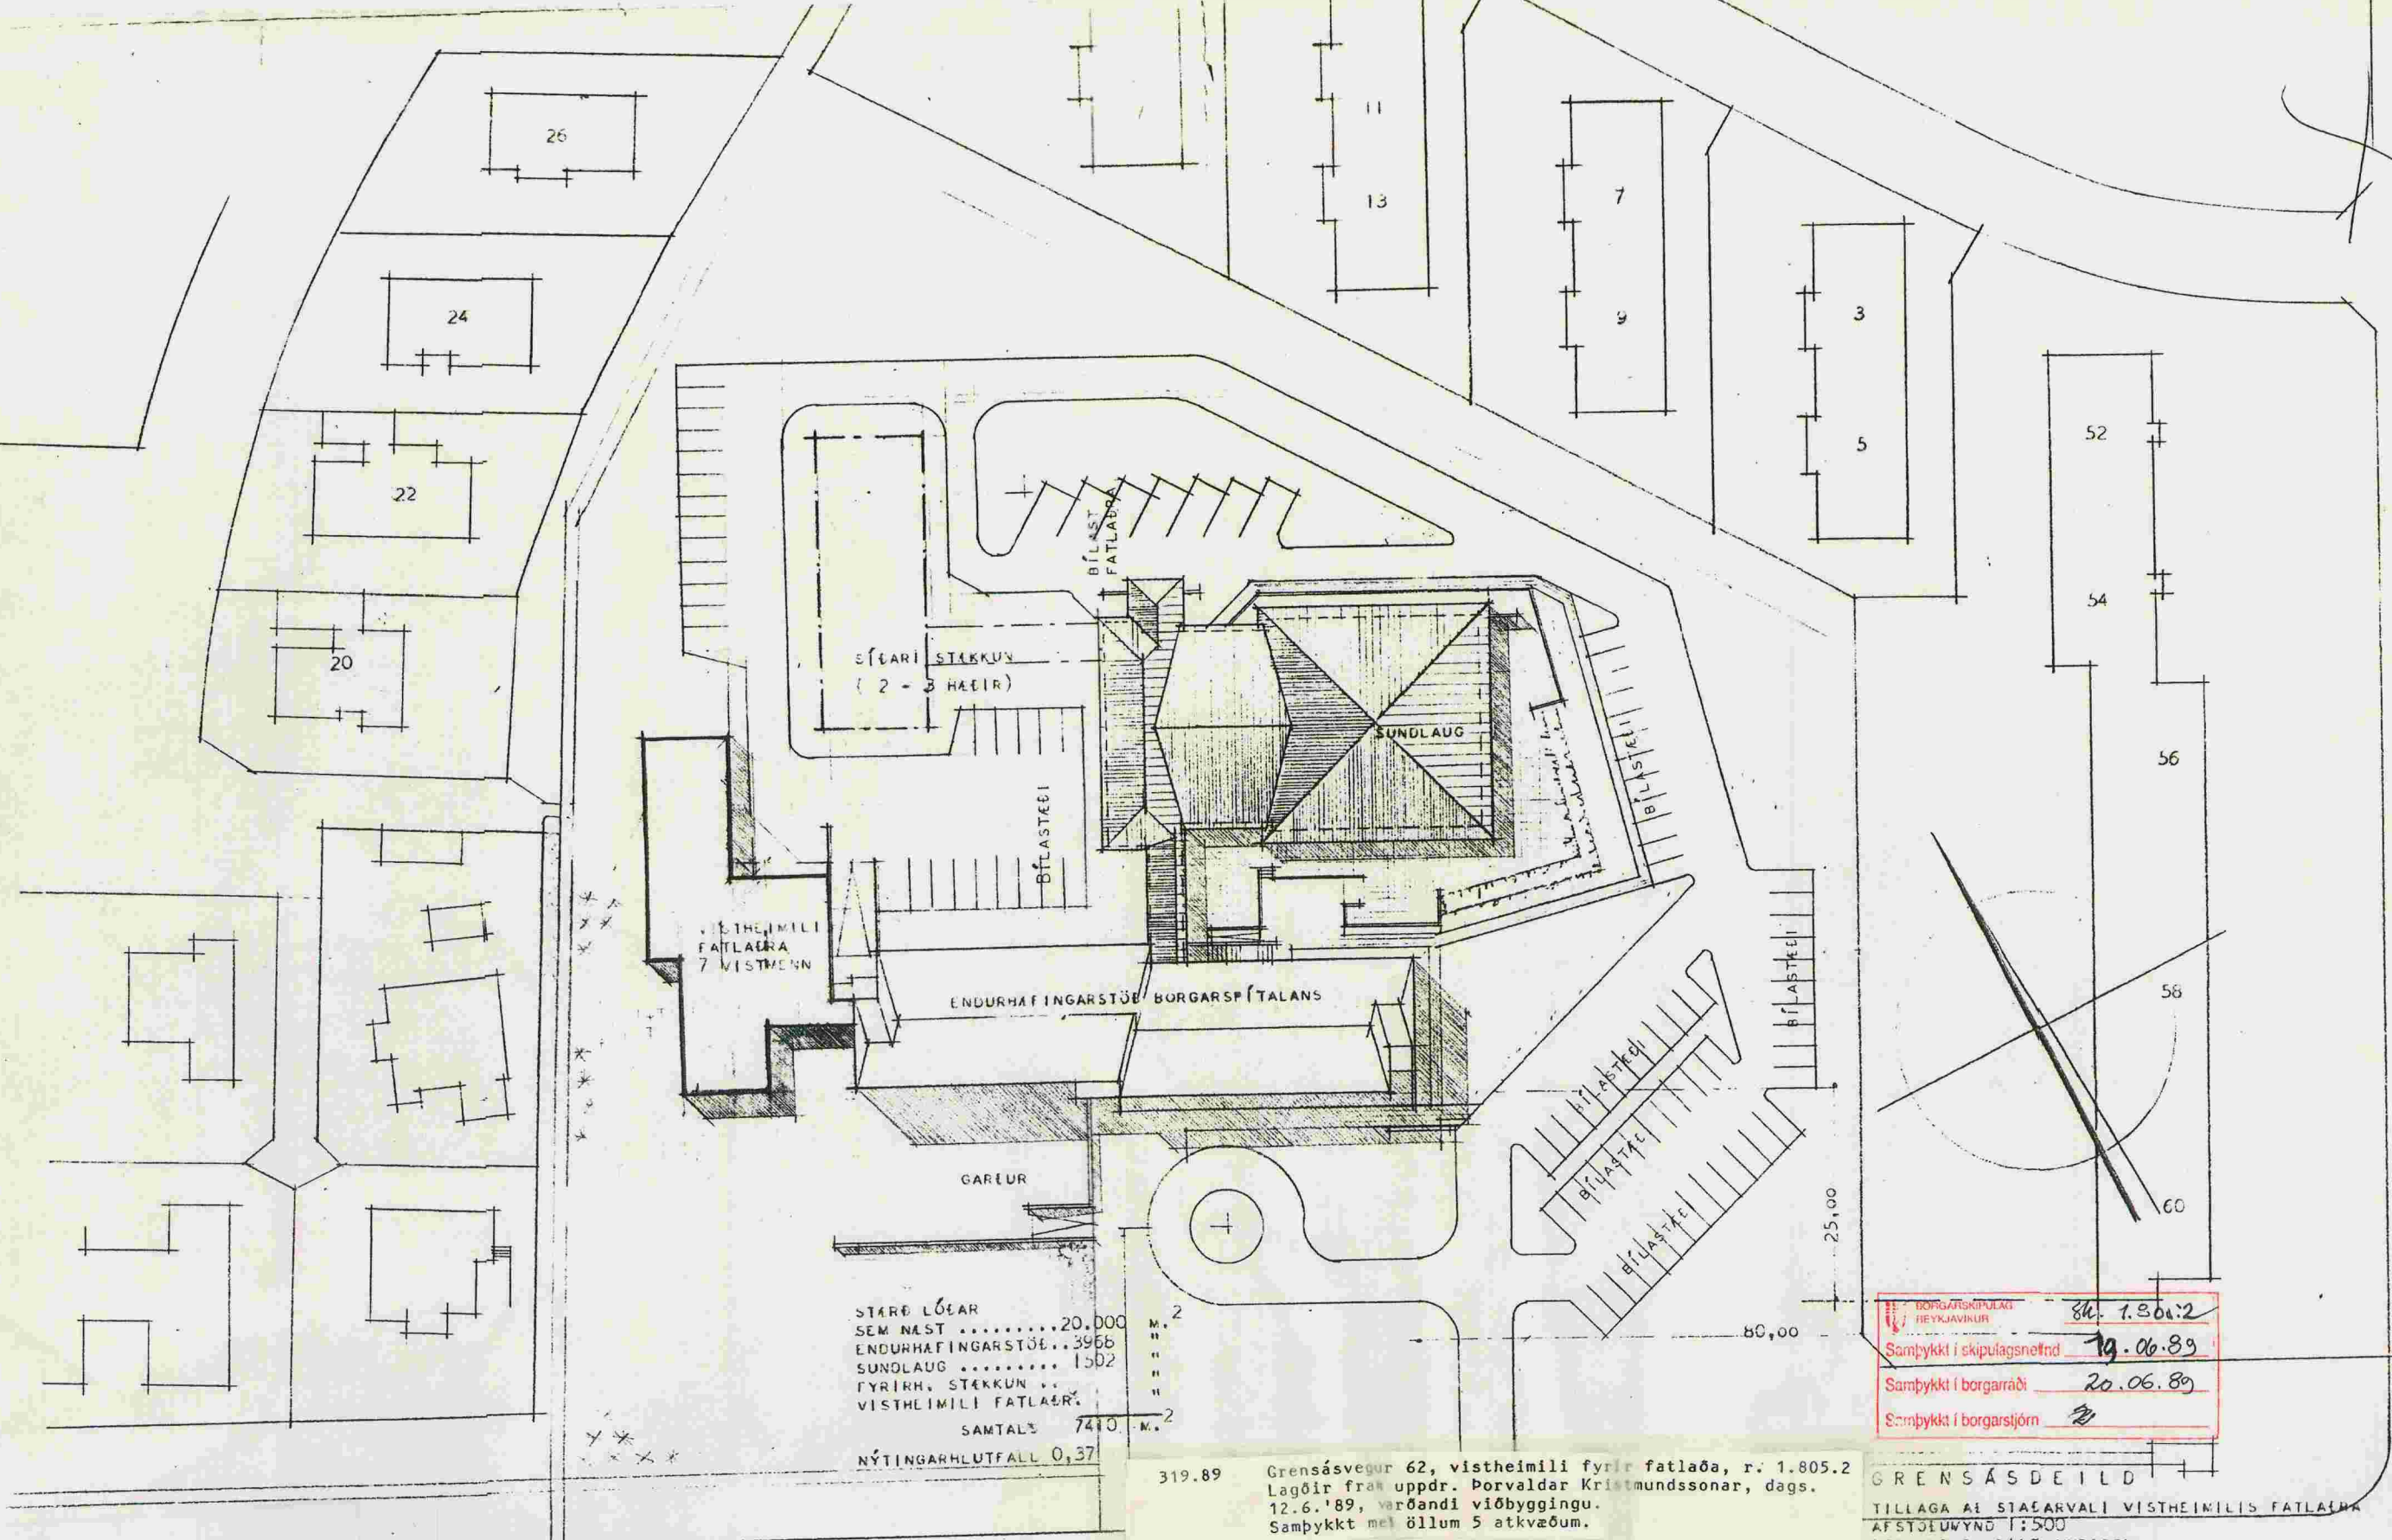 26
24
22
20
11
13
7
9
3
5
52
54
56
58
60
BÍLAST
FATLAÐRA
SÍÐARI STÆKKUN
( 2 - 3 HÆÐIR)
SUNDLAUG
BÍLASTÆÐI
BÍLASTÆÐI
VISTHEIMILI
FATLAÐRA
7 VISTMENN
ENDURHÆFINGARSTÖÐ BORGARSPÍTALANS
BÍLASTÆÐI
BÍLASTÆÐI
BÍLASTÆÐI
BÍLASTÆÐI
GARÐUR
25,00
80,00
STÆRÐ LÓÐAR
SEM NÆST .........20.000 M.2
ENDURHÆFINGARSTÖÐ..3968 "
SUNDLAUG ......... 1502 "
FYRIRH. STÆKKUN .. "
VISTHEIMILI FATLAÐR. "
SAMTALS 7410 M.2
NÝTINGARHLUTFALL 0,37
BORGARSKIPULAG
REYKJAVIKUR
Samþykkt í skipulagsnefnd 19.06.89
Samþykkt í borgarráði 20.06.89
Samþykkt í borgarstjórn
319.89 Grensásvegur 62, vistheimili fyrir fatlaða, r. 1.805.2
Lagðir fram uppdr. Þorvaldar Kristmundssonar, dags.
12.6.'89, varðandi viðbyggingu.
Samþykkt með öllum 5 atkvæðum.
GRENSÁSDEILD
TILLAGA AÐ STAÐARVALI VISTHEIMILIS FATLAÐRA
AFSTÖÐUMYND 1:500